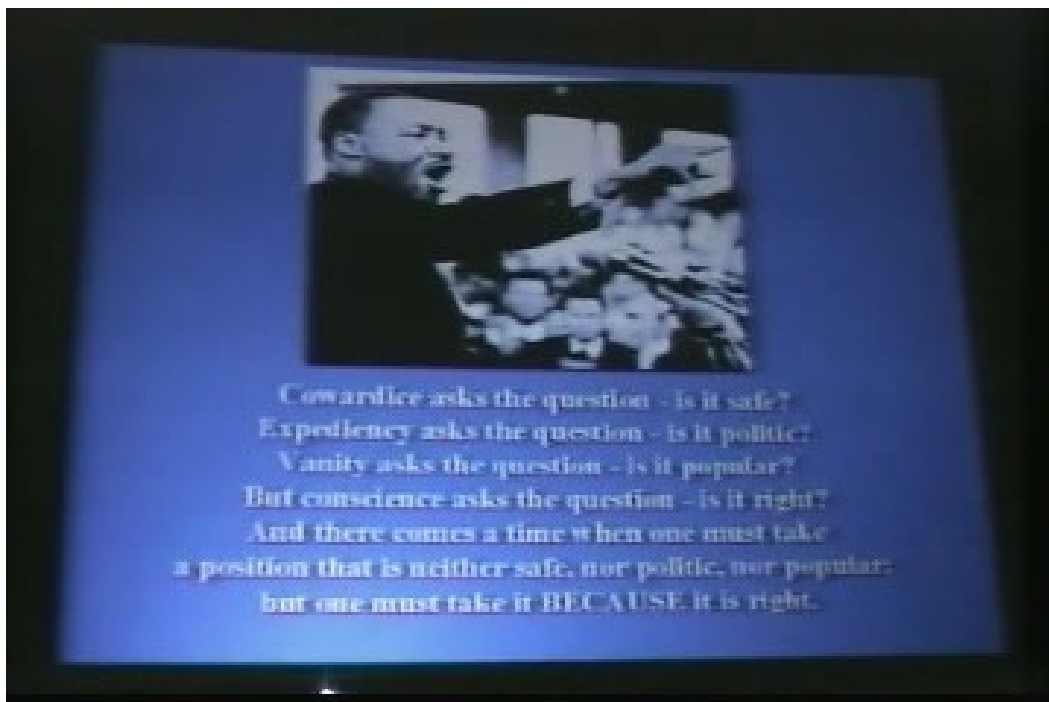 Cowardice asks the question - is it safe?
Expediency asks the question - is it politic?
Vanity asks the question - is it popular?
But conscience asks the question - is it right?
And there comes a time when one must take
a position that is neither safe, nor politic, nor popular,
but one must take it BECAUSE it is right.